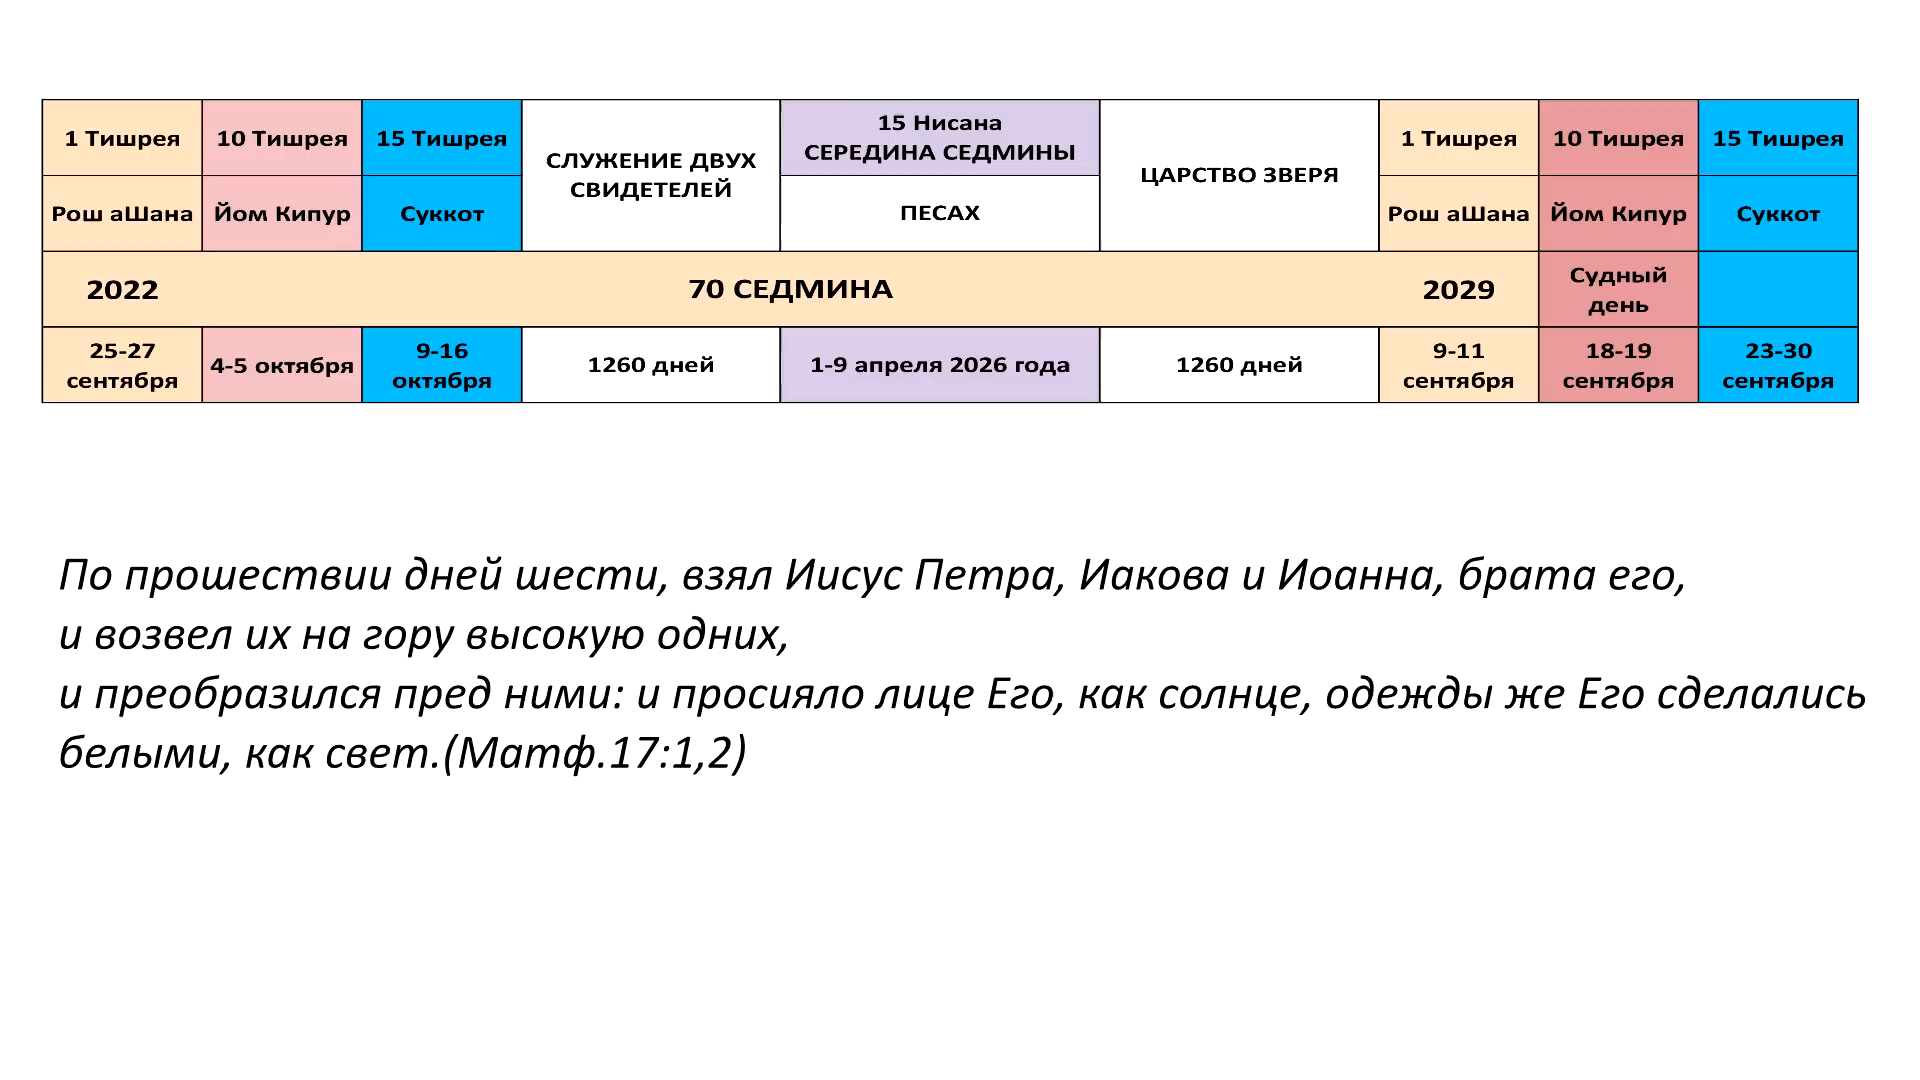 1 Тишрея
10 Тишрея
15 Тишрея
СЛУЖЕНИЕ ДВУХ
СВИДЕТЕЛЕЙ
15 Нисана
СЕРЕДИНА СЕДМИНЫ
ЦАРСТВО ЗВЕРЯ
1 Тишрея
10 Тишрея
15 Тишрея
Рош аШана
Йом Кипур
Суккот
ПЕСАХ
Рош аШана
Йом Кипур
Суккот
2022
70 СЕДМИНА
2029
Судный
день
25-27
сентября
4-5 октября
9-16
октября
1260 дней
1-9 апреля 2026 года
1260 дней
9-11
сентября
18-19
сентября
23-30
сентября
По прошествии дней шести, взял Иисус Петра, Иакова и Иоанна, брата его,
и возвел их на гору высокую одних,
и преобразился пред ними: и просияло лице Его, как солнце, одежды же Его сделались
белыми, как свет.(Матф.17:1,2)